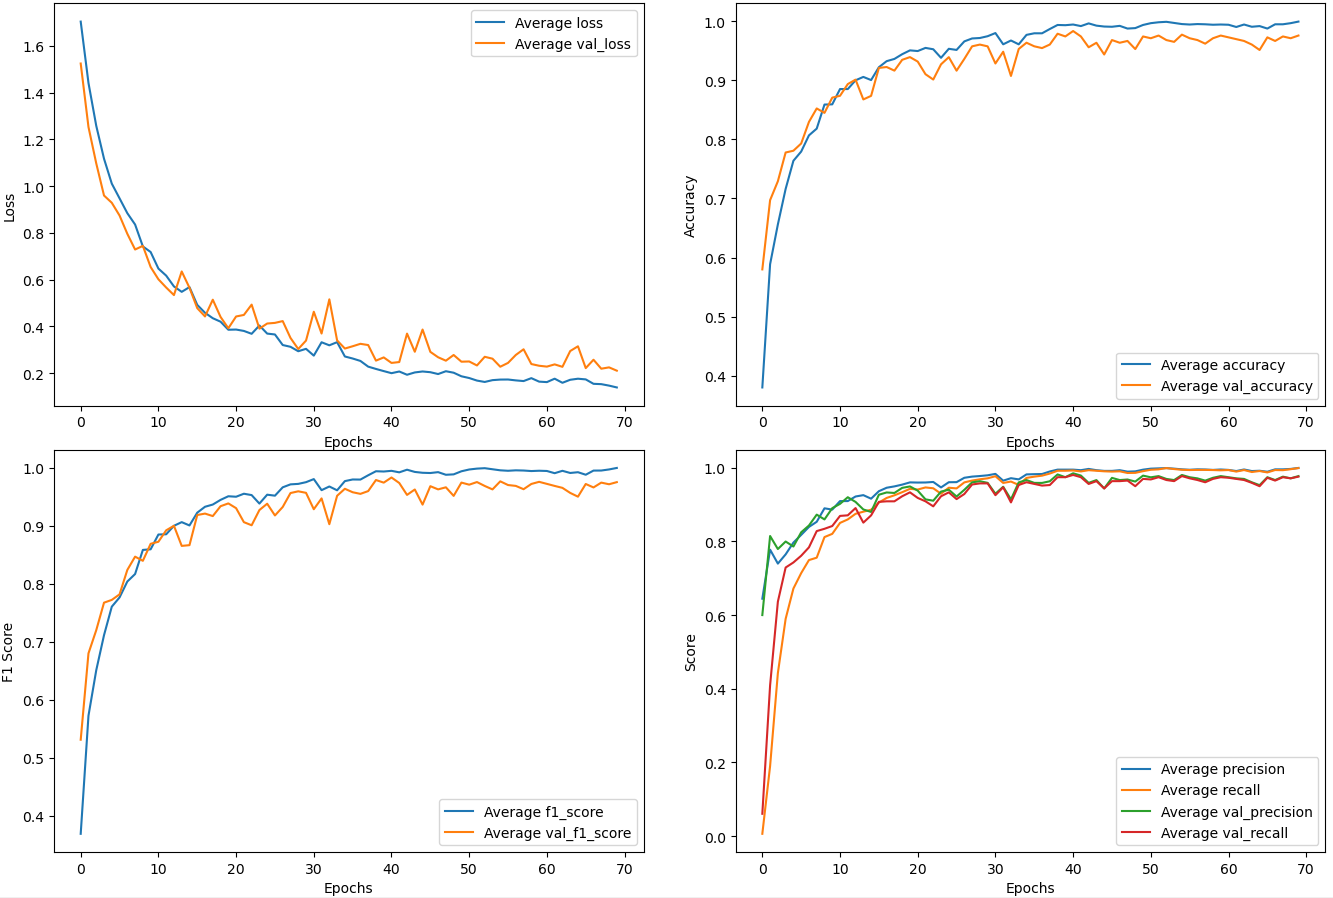 Average loss
Average val_loss
1.6
1.4
1.2
1.0
0.8
0.6
0.4
0.2
Loss
0 10 20 30 40 50 60 70
Epochs
Average accuracy
Average val_accuracy
1.0
0.9
0.8
0.7
0.6
0.5
0.4
Accuracy
0 10 20 30 40 50 60 70
Epochs
Average f1_score
Average val_f1_score
1.0
0.9
0.8
0.7
0.6
0.5
0.4
F1 Score
0 10 20 30 40 50 60 70
Epochs
Average precision
Average recall
Average val_precision
Average val_recall
1.0
0.8
0.6
0.4
0.2
0.0
Score
0 10 20 30 40 50 60 70
Epochs